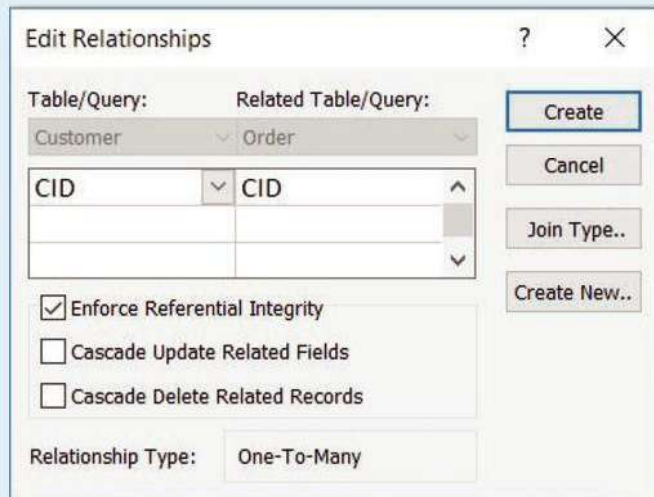 Edit Relationships ?
Table/Query: Related Table/Query:
Customer Order
CID CID
Enforce Referential Integrity
Cascade Update Related Fields
Cascade Delete Related Records
Relationship Type: One-To-Many
Create
Cancel
Join Type..
Create New..